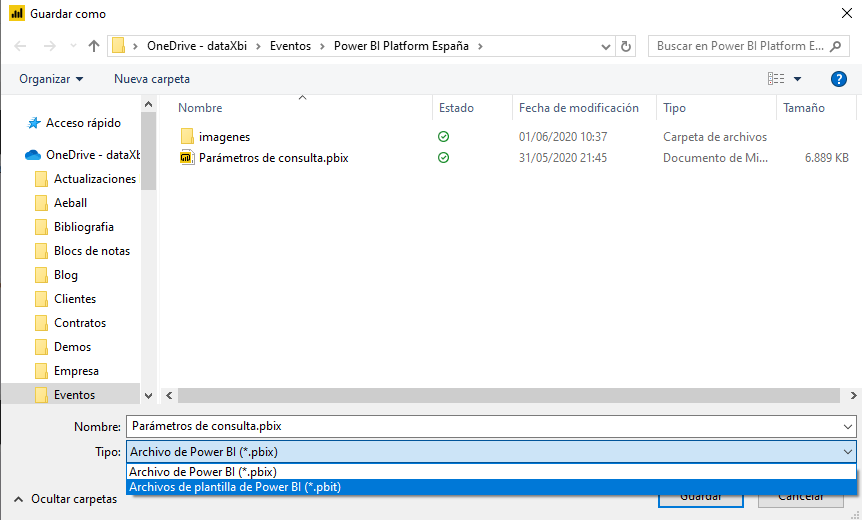 Guardar como
OneDrive - dataXbi > Eventos > Power BI Platform España >
Buscar en Power BI Platform E...
Organizar
Nueva carpeta
?
Nombre Estado Fecha de modificación Tipo Tamaño
imagenes 01/06/2020 10:37 Carpeta de archivos
Parámetros de consulta.pbix 31/05/2020 21:45 Documento de Mi... 6.889 KB
Acceso rápido
OneDrive - dataXb
Actualizaciones
Aeball
Bibliografia
Blocs de notas
Blog
Clientes
Contratos
Demos
Empresa
Eventos
Nombre: Parámetros de consulta.pbix
Tipo: Archivo de Power BI (*.pbix)
Archivo de Power BI (*.pbix)
Archivos de plantilla de Power BI (*.pbit)
Ocultar carpetas
Guardar
Cancelar